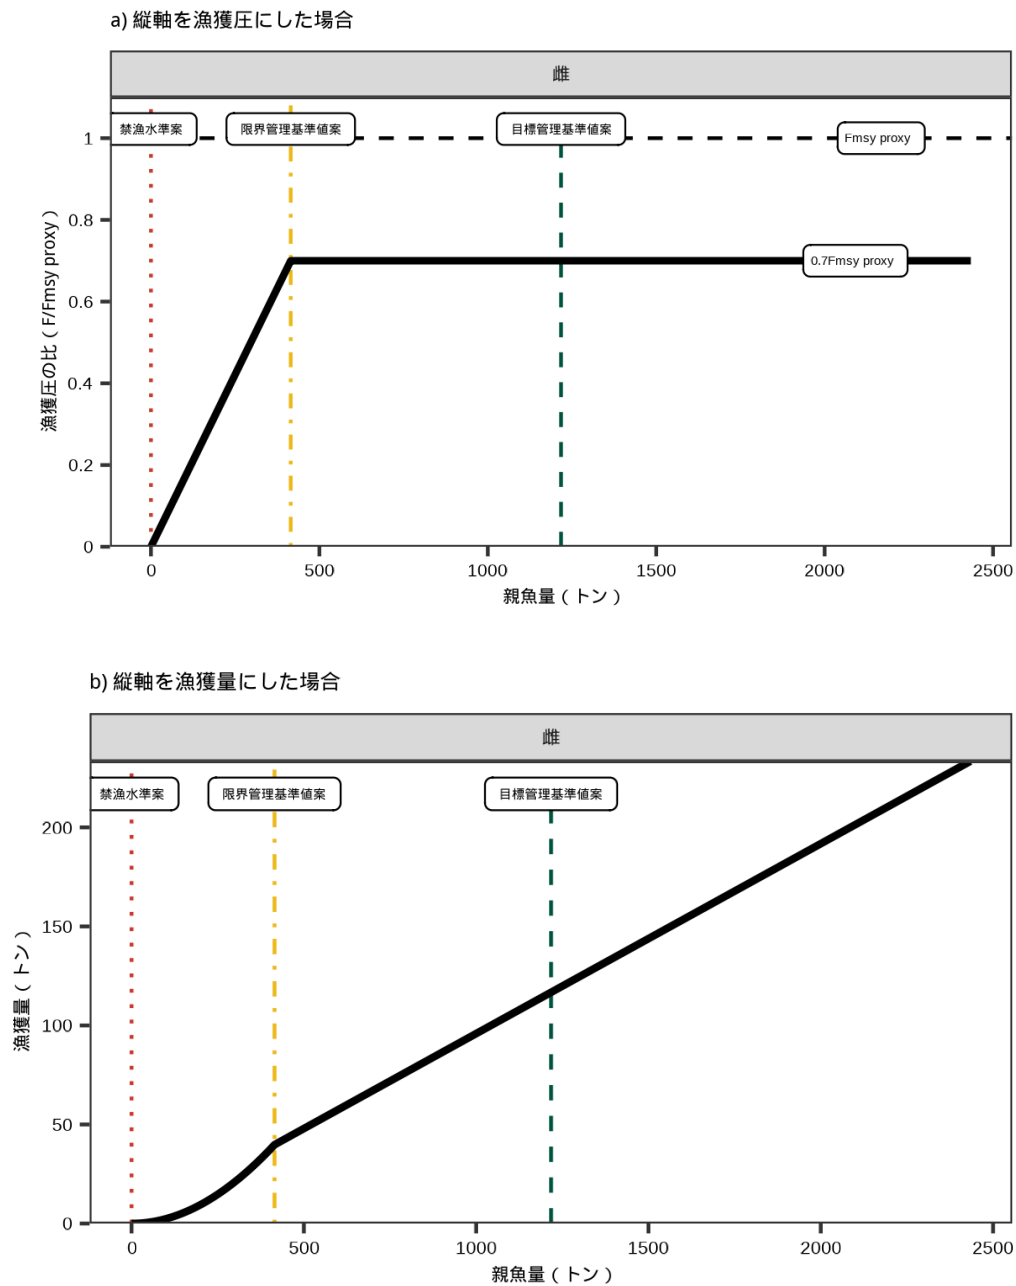 a) 縦軸を漁獲圧にした場合
雌
禁漁水準案
限界管理基準値案
目標管理基準値案
Fmsy proxy
0.7Fmsy proxy
漁獲圧の比（F/Fmsy proxy）
1
0.8
0.6
0.4
0.2
0
0 500 1000 1500 2000 2500
親魚量（トン）
b) 縦軸を漁獲量にした場合
雌
禁漁水準案
限界管理基準値案
目標管理基準値案
漁獲量（トン）
200
150
100
50
0
0 500 1000 1500 2000 2500
親魚量（トン）